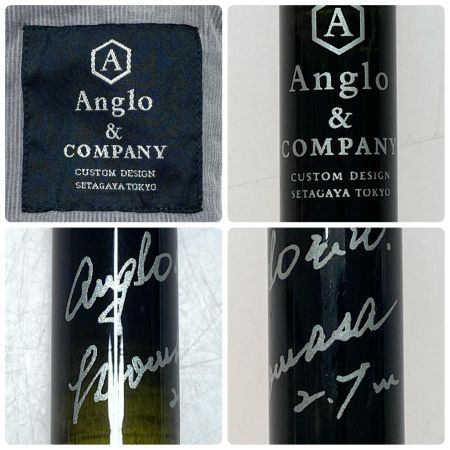 A
Anglo
&
COMPANY
CUSTOM DESIGN
SETAGAYA TOKYO
A
Anglo
&
COMPANY
CUSTOM DESIGN
SETAGAYA TOKYO
Anglo
&
2.7m